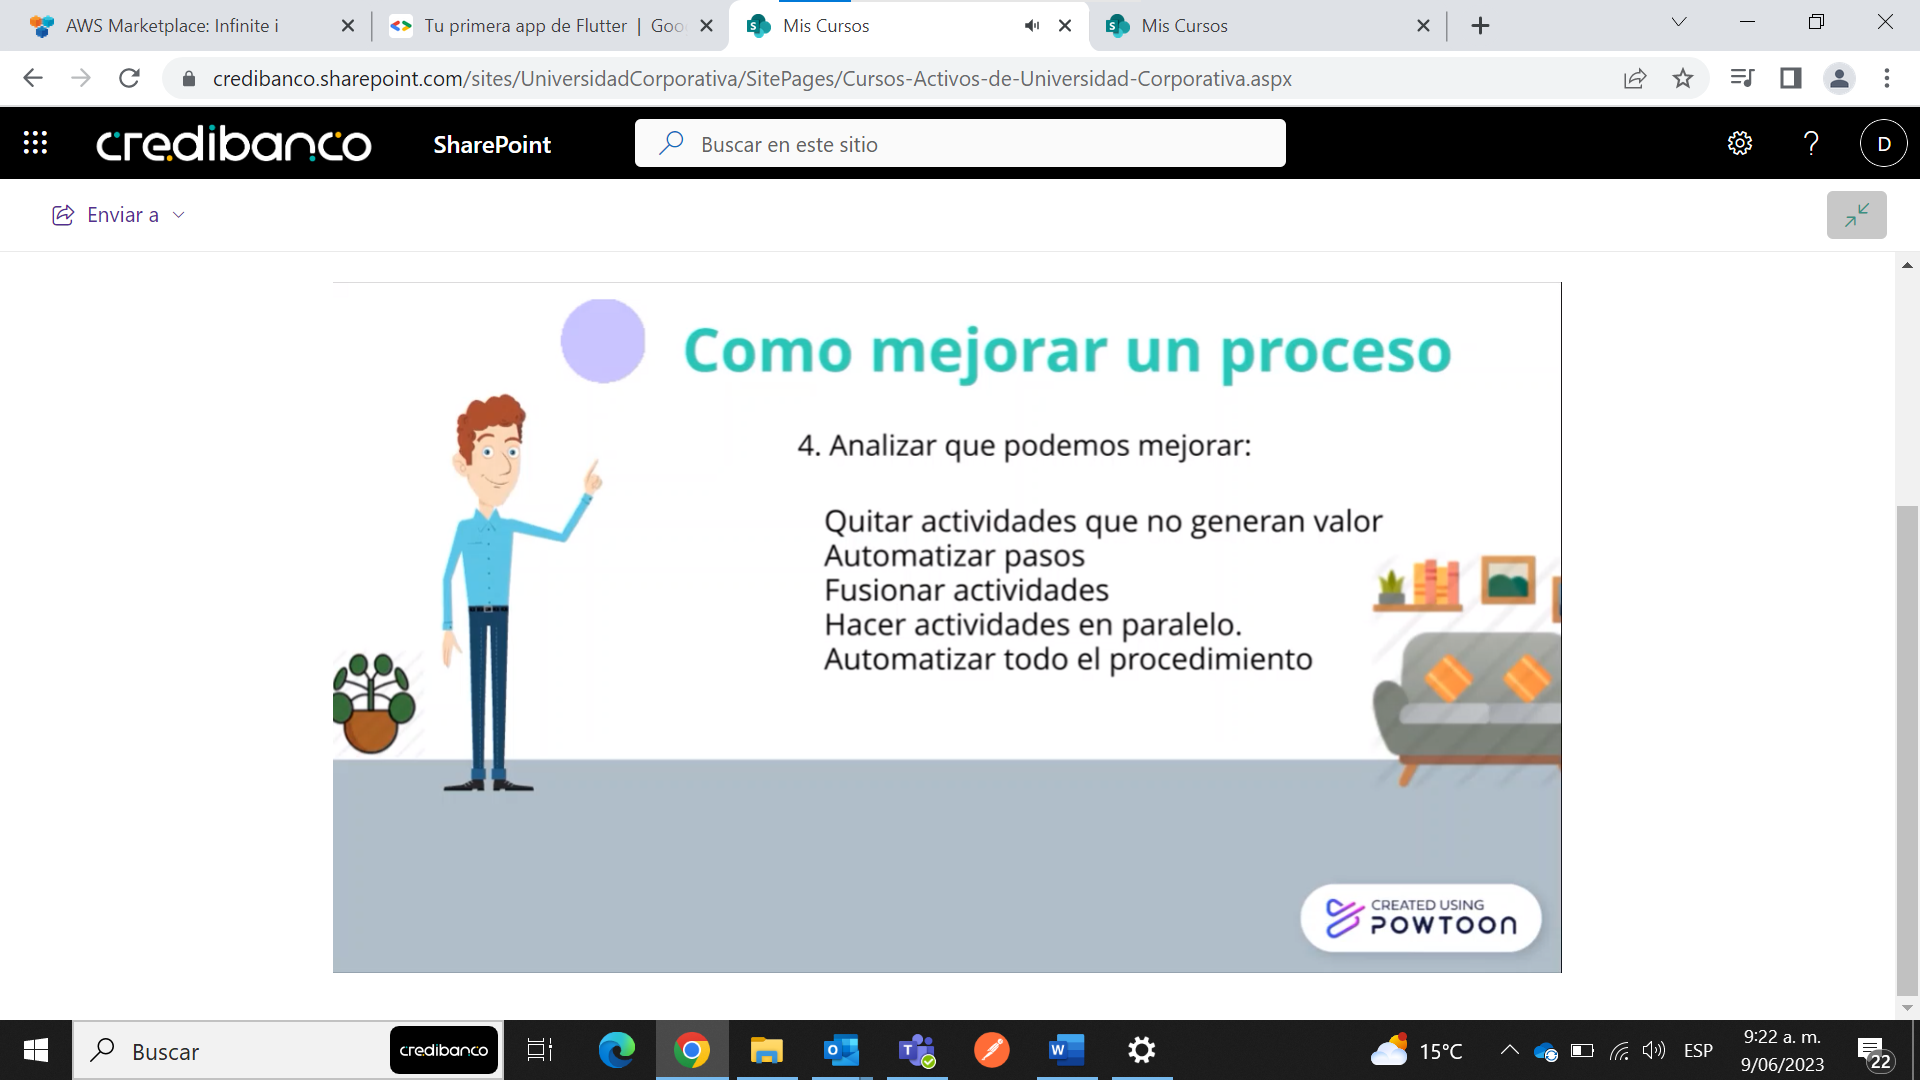 AWS Marketplace: Infinite i
Tu primera app de Flutter | Goo
Mis Cursos
Mis Cursos
credibanco.sharepoint.com/sites/UniversidadCorporativa/SitePages/Cursos-Activos-de-Universidad-Corporativa.aspx
credibanco
SharePoint
Buscar en este sitio
D
Enviar a
Como mejorar un proceso
4. Analizar que podemos mejorar:
Quitar actividades que no generan valor
Automatizar pasos
Fusionar actividades
Hacer actividades en paralelo.
Automatizar todo el procedimiento
CREATED USING
POWTOON
Buscar
credibanco
15°C
ESP
9:22 a. m.
9/06/2023
22